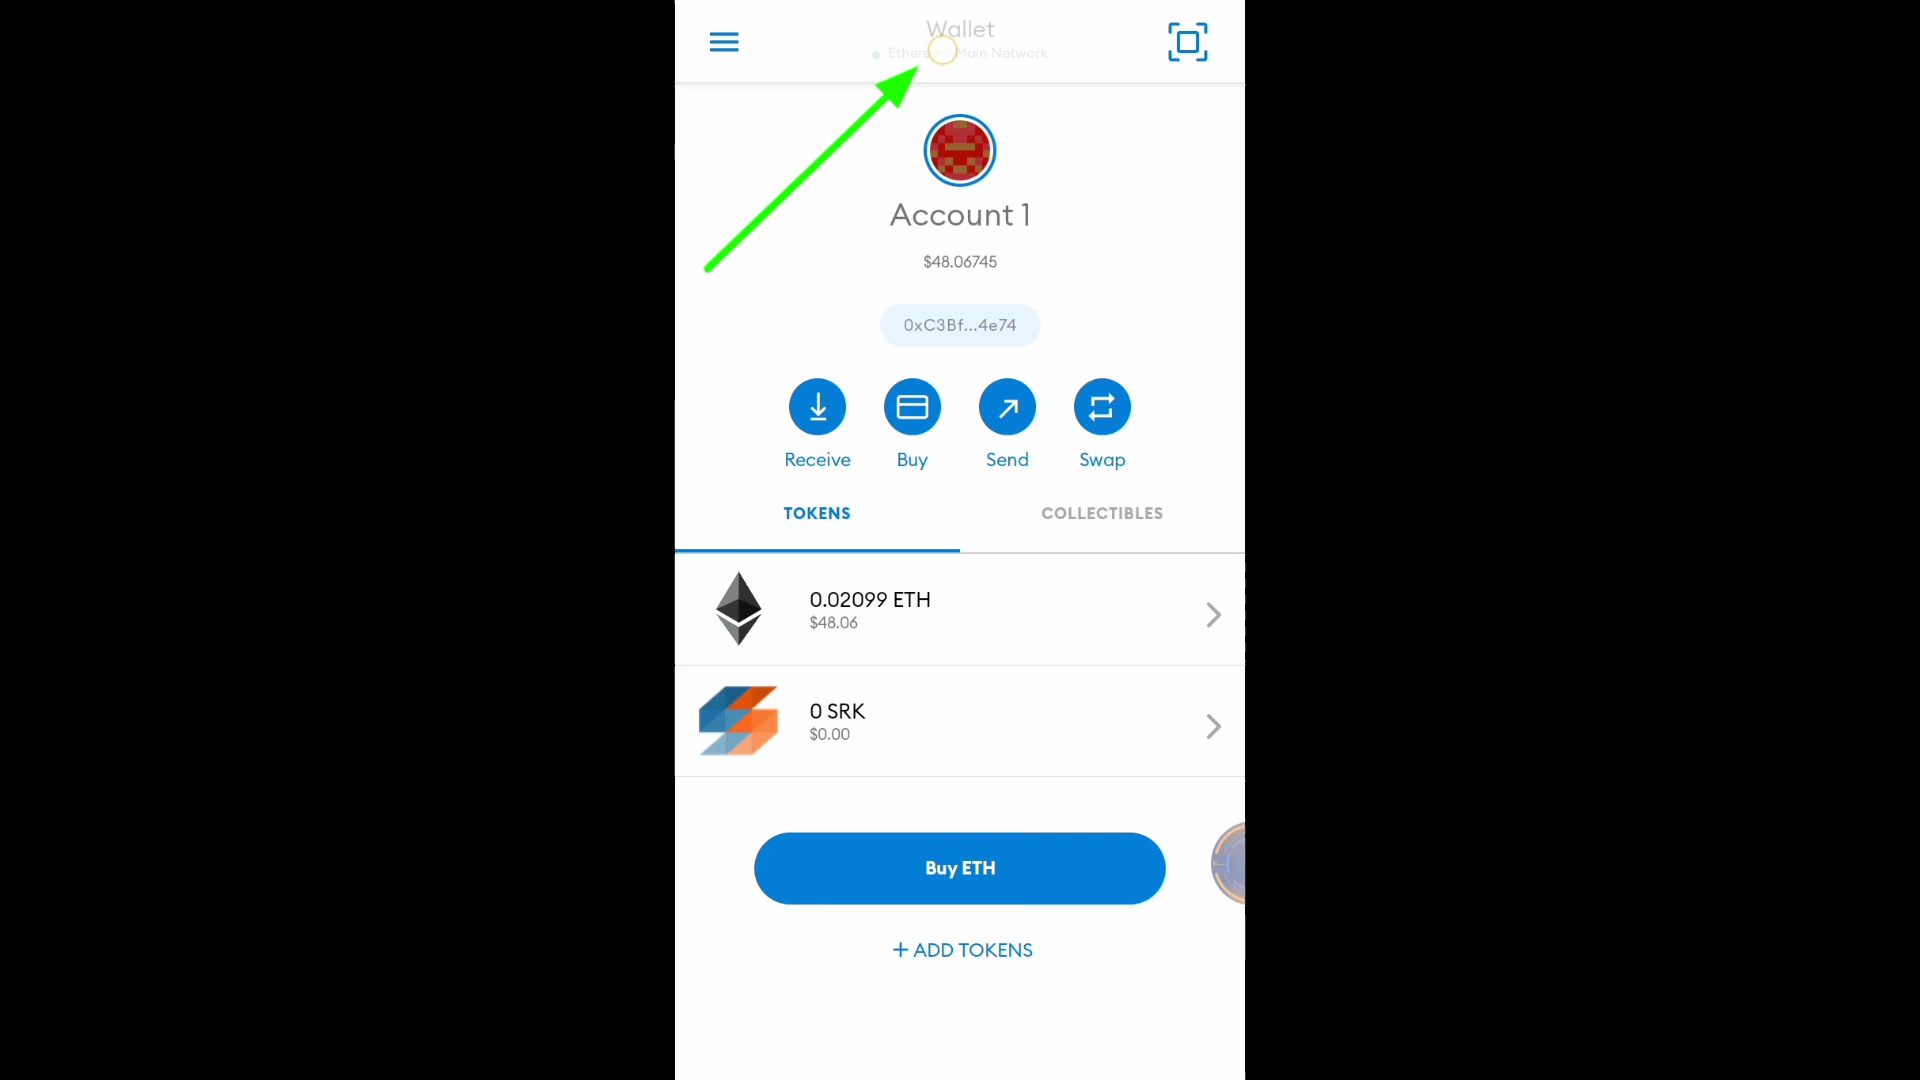 Wallet
Main Network
Account 1
$48.06745
0xC3Bf...4e74
Receive Buy Send Swap
TOKENS COLLECTIBLES
0.02099 ETH
$48.06
0 SRK
$0.00
Buy ETH
+ ADD TOKENS